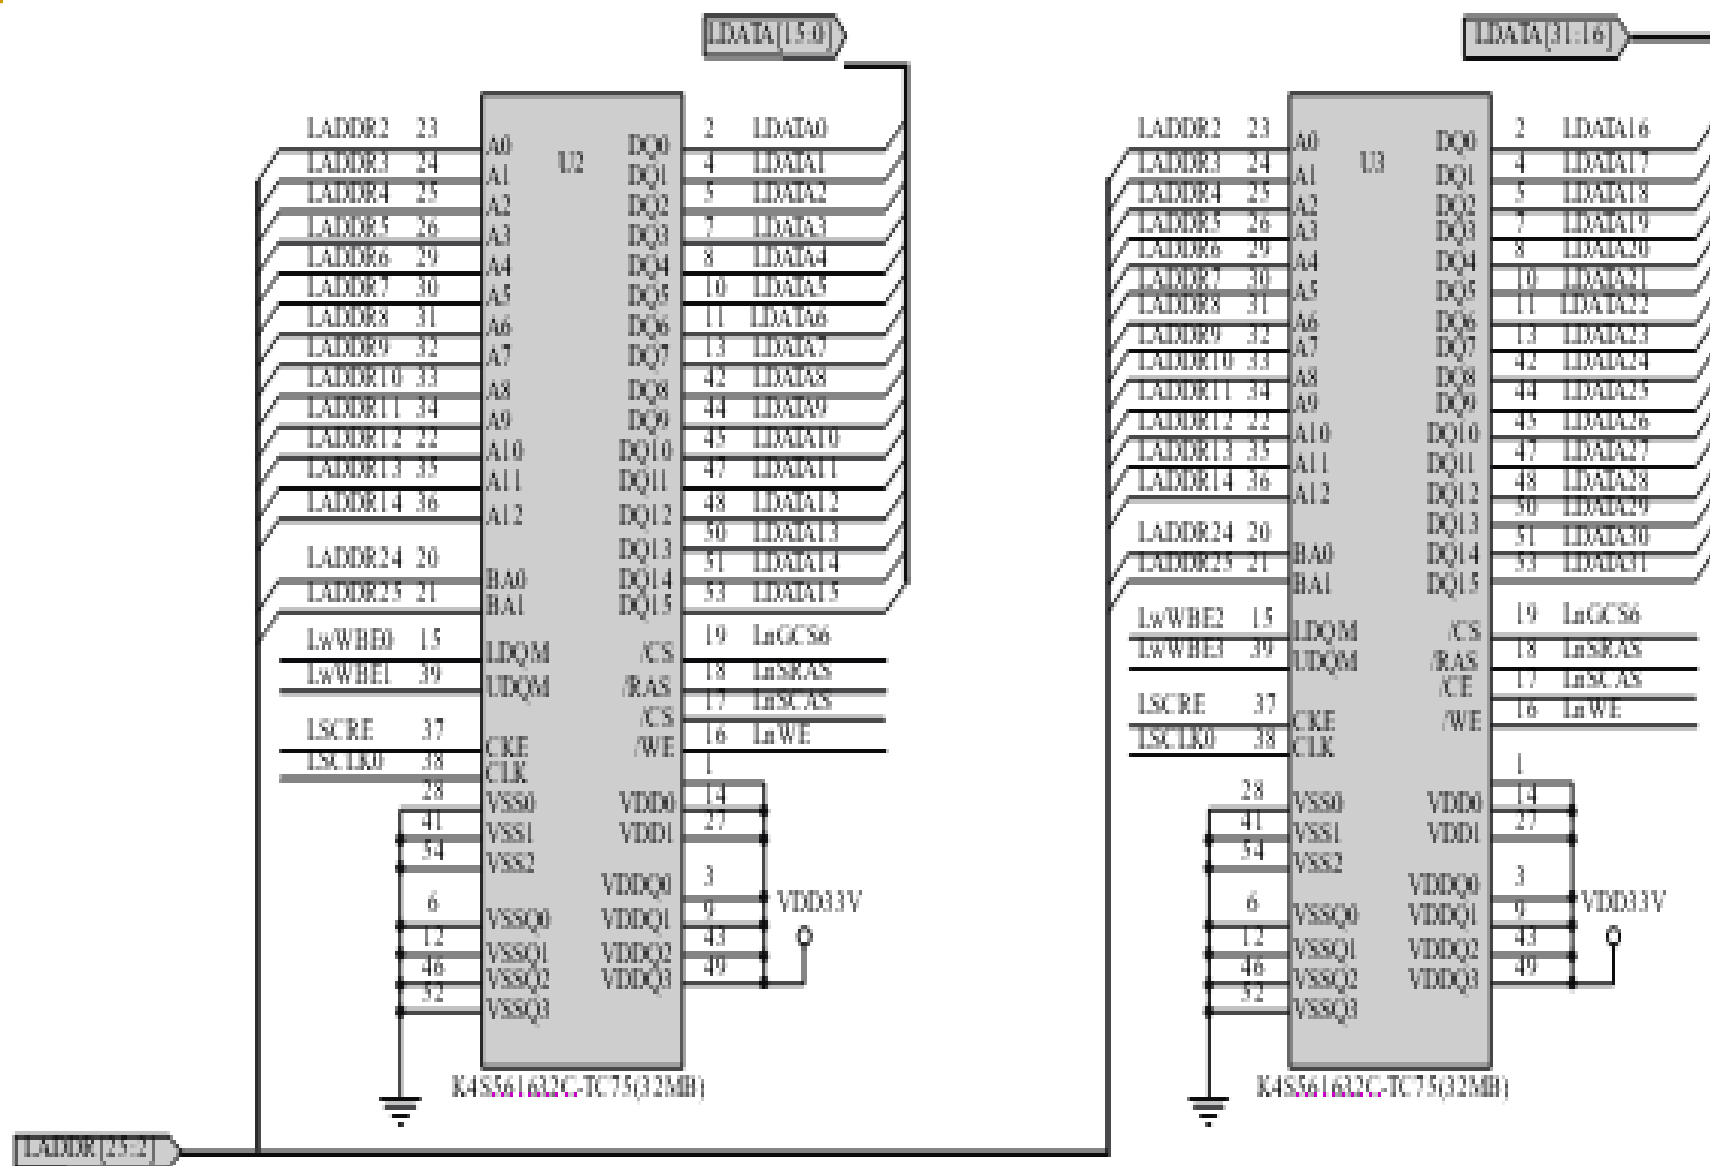 LDATA[15:0]
LDATA[31:16]
LADDR2 23 A0 U2 DQ0 2 LDATA0
LADDR3 24 A1 DQ1 4 LDATA1
LADDR4 25 A2 DQ2 5 LDATA2
LADDR5 26 A3 DQ3 7 LDATA3
LADDR6 29 A4 DQ4 8 LDATA4
LADDR7 30 A5 DQ5 10 LDATA5
LADDR8 31 A6 DQ6 11 LDATA6
LADDR9 32 A7 DQ7 13 LDATA7
LADDR10 33 A8 DQ8 42 LDATA8
LADDR11 34 A9 DQ9 44 LDATA9
LADDR12 22 A10 DQ10 45 LDATA10
LADDR13 35 A11 DQ11 47 LDATA11
LADDR14 36 A12 DQ12 48 LDATA12
DQ13 50 LDATA13
LADDR24 20 BA0 DQ14 51 LDATA14
LADDR25 21 BA1 DQ15 53 LDATA15
LwWBE0 15 LDQM /CS 19 LnGCS6
LwWBE1 39 UDQM /RAS 18 LnSRAS
/CS 17 LnSCAS
LSCRE 37 CKE /WE 16 LnWE
LSCLK0 38 CLK 1
28 VSS0 VDD0 14
41 VSS1 VDD1 27
54 VSS2
VDDQ0 3 VDD33V
6 VSSQ0 VDDQ1 9
12 VSSQ1 VDDQ2 43
46 VSSQ2 VDDQ3 49
52 VSSQ3
K4S561632C-TC75(32MB)
LADDR2 23 A0 U3 DQ0 2 LDATA16
LADDR3 24 A1 DQ1 4 LDATA17
LADDR4 25 A2 DQ2 5 LDATA18
LADDR5 26 A3 DQ3 7 LDATA19
LADDR6 29 A4 DQ4 8 LDATA20
LADDR7 30 A5 DQ5 10 LDATA21
LADDR8 31 A6 DQ6 11 LDATA22
LADDR9 32 A7 DQ7 13 LDATA23
LADDR10 33 A8 DQ8 42 LDATA24
LADDR11 34 A9 DQ9 44 LDATA25
LADDR12 22 A10 DQ10 45 LDATA26
LADDR13 35 A11 DQ11 47 LDATA27
LADDR14 36 A12 DQ12 48 LDATA28
DQ13 50 LDATA29
LADDR24 20 BA0 DQ14 51 LDATA30
LADDR25 21 BA1 DQ15 53 LDATA31
LwWBE2 15 LDQM /CS 19 LnGCS6
LwWBE3 39 UDQM /RAS 18 LnSRAS
/CE 17 LnSCAS
LSCRE 37 CKE /WE 16 LnWE
LSCLK0 38 CLK 1
28 VSS0 VDD0 14
41 VSS1 VDD1 27
54 VSS2
VDDQ0 3 VDD33V
6 VSSQ0 VDDQ1 9
12 VSSQ1 VDDQ2 43
46 VSSQ2 VDDQ3 49
52 VSSQ3
K4S561632C-TC75(32MB)
LADDR[25:2]